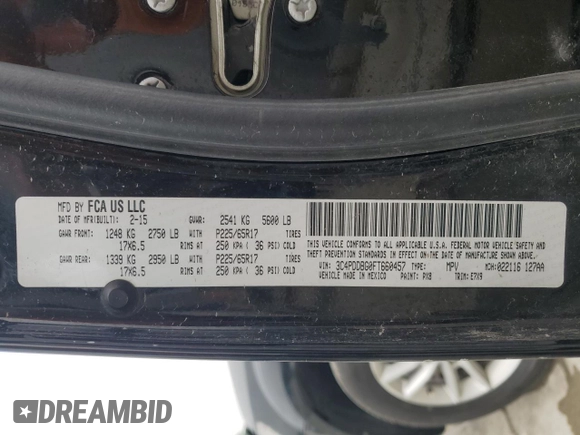 MFD BY FCA US LLC
DATE OF MFR(BUILT): 2-15 GVWR: 2541 KG 5600 LB
GAWR FRONT: 1248 KG 2750 LB WITH P225/65R17 TIRES
17X6.5 RIMS AT 250 KPA ( 36 PSI) COLD
GAWR REAR: 1339 KG 2950 LB WITH P225/65R17 TIRES
17X6.5 RIMS AT 250 KPA ( 36 PSI) COLD
THIS VEHICLE CONFORMS TO ALL APPLICABLE U.S.A. FEDERAL MOTOR VEHICLE
SAFETY, BUMPER, AND THEFT PREVENTION STANDARDS IN EFFECT ON THE DATE OF MANUFACTURE SHOWN ABOVE.
VIN: 3C4PDDBG0FT660457 TYPE: MPV MDH:022116 127AA
VEHICLE MADE IN MEXICO PAINT: PX8 TRIM: E7X9
DREAMBID